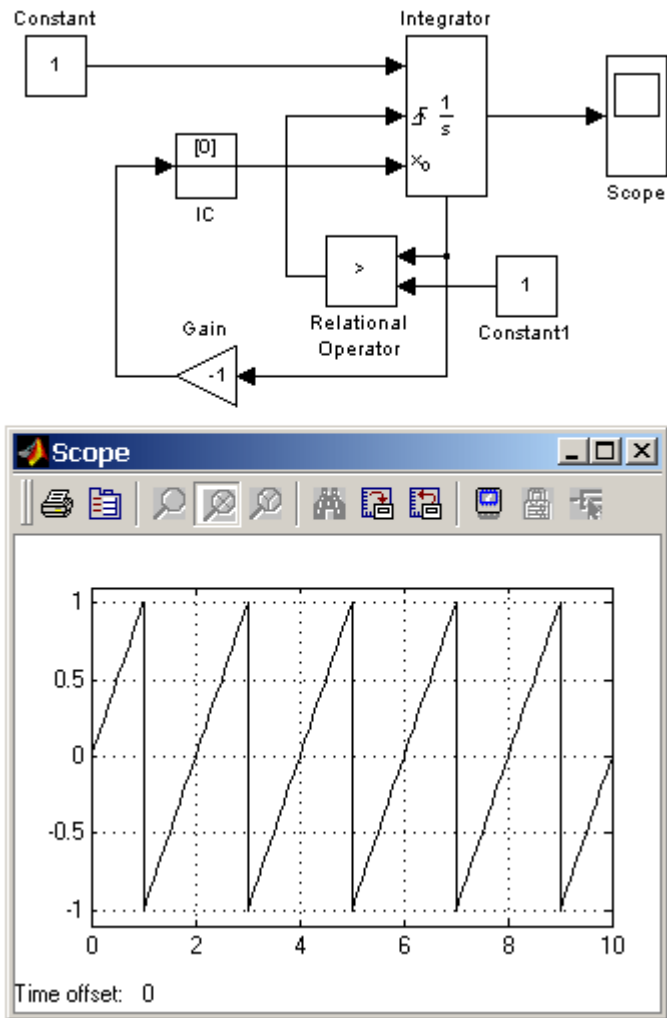 Constant
Integrator
1
1
s
[0]
x₀
IC
Scope
>
1
Gain
Relational
Operator
Constant1
-1
Scope
1
0.5
0
-0.5
-1
0 2 4 6 8 10
Time offset: 0